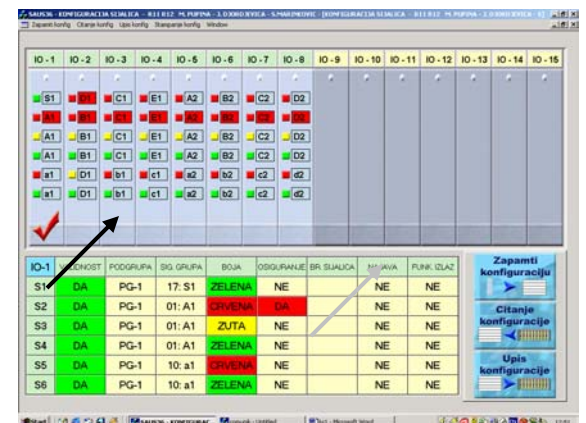 SAUS36 - KONFIGURACIJA SIJALICA - R11 R12 M. PUPINA - S.MARINKOVIC
Zapamti konfig Citanje konfig Upis konfig Stampanje konfig Window
IO - 1 IO - 2 IO - 3 IO - 4 IO - 5 IO - 6 IO - 7 IO - 8 IO - 9 IO - 10 IO - 11 IO - 12 IO - 13 IO - 14 IO - 15
S1 D1 C1 E1 A2 B2 C2 D2
A1 B1 C1 E1 A2 B2 C2 D2
A1 B1 C1 E1 A2 B2 C2 D2
A1 B1 C1 E1 A2 B2 C2 D2
a1 D1 b1 c1 a2 b2 c2 d2
a1 D1 b1 c1 a2 b2 c2 d2
IO-1 PODGRUPA SIG. GRUPA BOJA OSIGURANJE BR. SIJALICA NAJAVA FUNK. IZLAZ
S1 DA PG-1 17: S1 ZELENA NE NE NE
S2 DA PG-1 01: A1 CRVENA DA NE NE
S3 DA PG-1 01: A1 ZUTA NE NE NE
S4 DA PG-1 01: A1 ZELENA NE NE NE
S5 DA PG-1 10: a1 CRVENA NE NE NE
S6 DA PG-1 10: a1 ZELENA NE NE NE
Zapamti
konfiguraciju
Citanje
konfiguracije
Upis
konfiguracije
Start